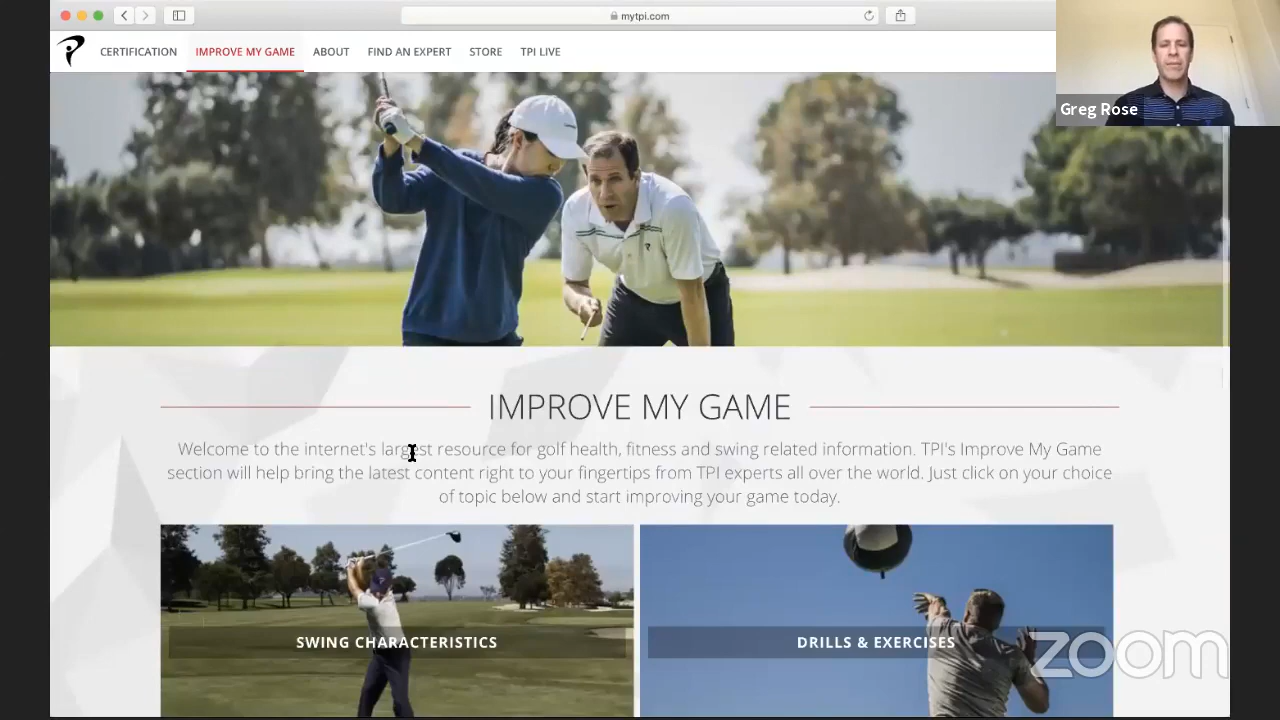 mytpi.com
CERTIFICATION IMPROVE MY GAME ABOUT FIND AN EXPERT STORE TPI LIVE
Greg Rose
IMPROVE MY GAME
Welcome to the internet's largest resource for golf health, fitness and swing related information. TPI's Improve My Game
section will help bring the latest content right to your fingertips from TPI experts all over the world. Just click on your choice
of topic below and start improving your game today.
SWING CHARACTERISTICS
DRILLS & EXERCISES
zoom